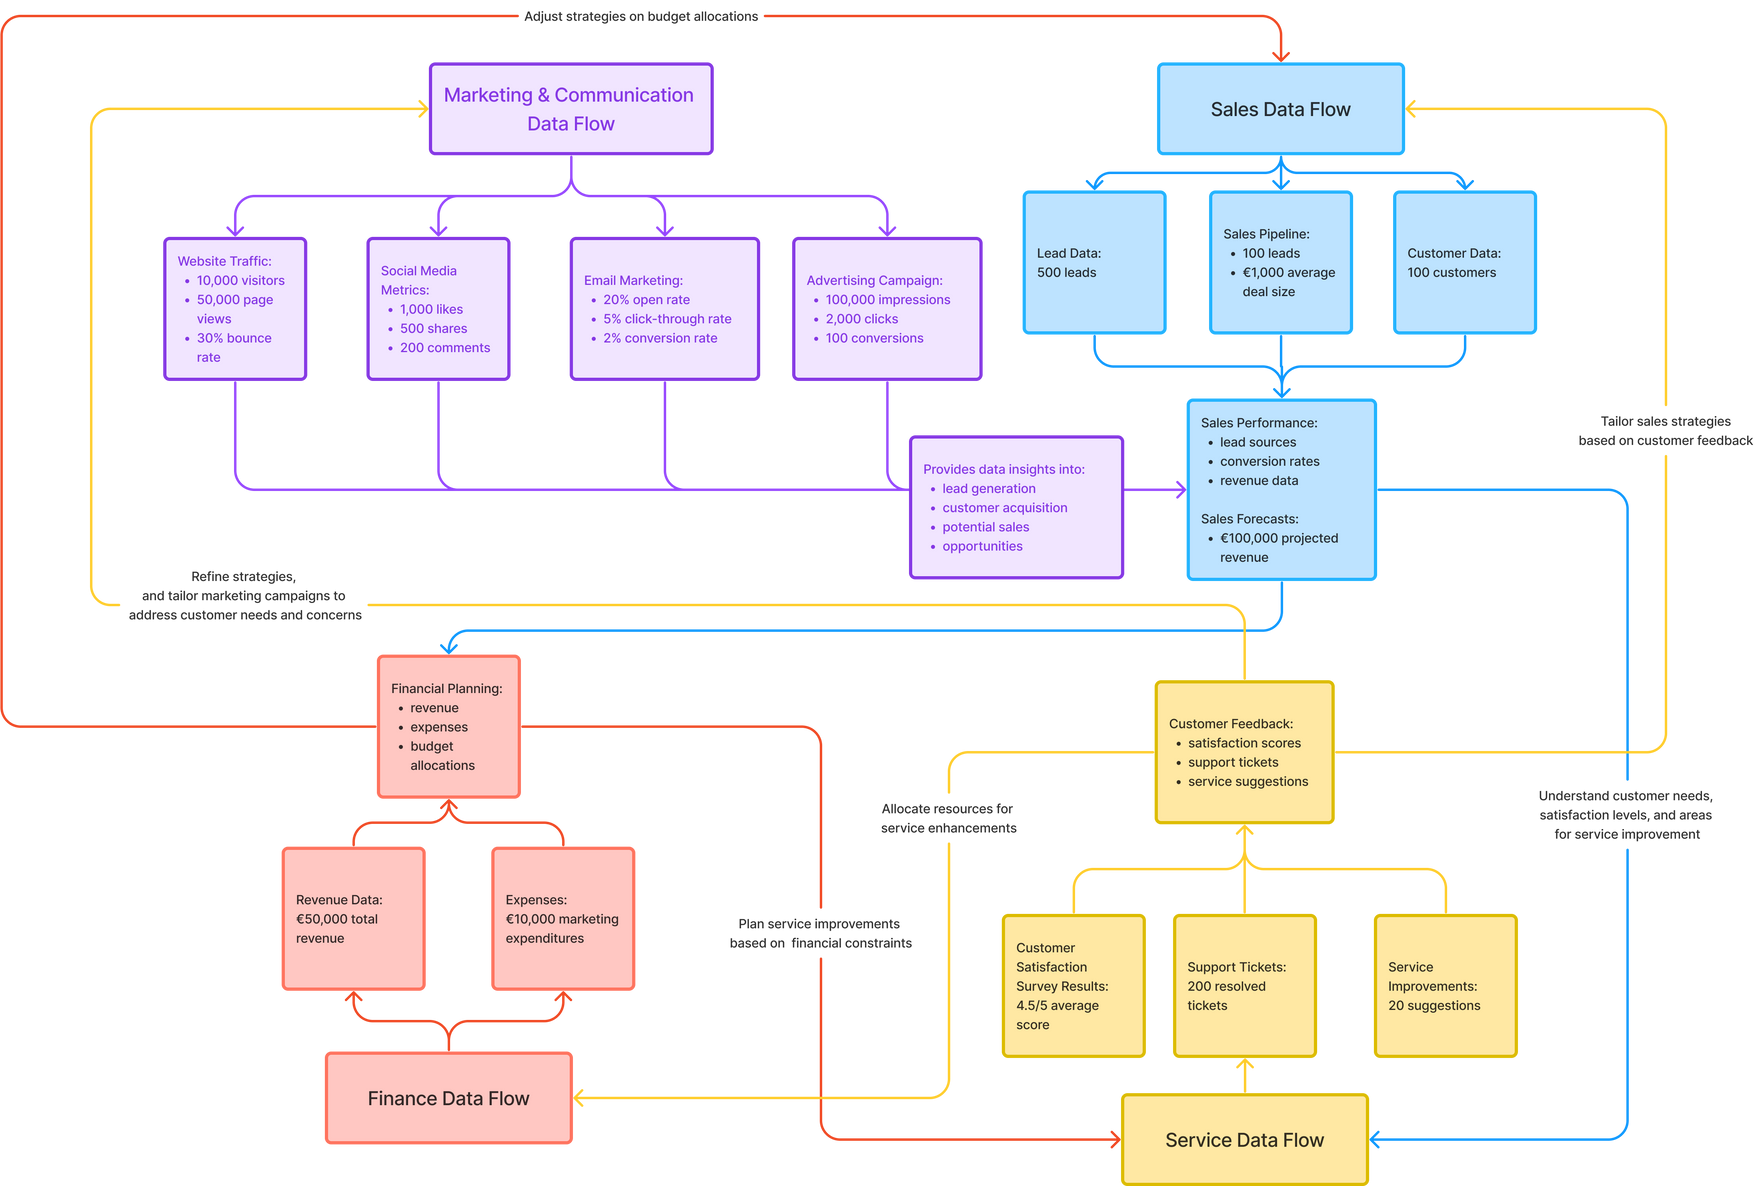 Adjust strategies on budget allocations
Marketing & Communication
Data Flow
Sales Data Flow
Website Traffic:
• 10,000 visitors
• 50,000 page
views
• 30% bounce
rate
Social Media
Metrics:
• 1,000 likes
• 500 shares
• 200 comments
Email Marketing:
• 20% open rate
• 5% click-through rate
• 2% conversion rate
Advertising Campaign:
• 100,000 impressions
• 2,000 clicks
• 100 conversions
Lead Data:
500 leads
Sales Pipeline:
• 100 leads
• €1,000 average
deal size
Customer Data:
100 customers
Provides data insights into:
• lead generation
• customer acquisition
• potential sales
• opportunities
Sales Performance:
• lead sources
• conversion rates
• revenue data
Sales Forecasts:
• €100,000 projected
revenue
Tailor sales strategies
based on customer feedback
Refine strategies,
and tailor marketing campaigns to
address customer needs and concerns
Financial Planning:
• revenue
• expenses
• budget
allocations
Customer Feedback:
• satisfaction scores
• support tickets
• service suggestions
Allocate resources for
service enhancements
Understand customer needs,
satisfaction levels, and areas
for service improvement
Revenue Data:
€50,000 total
revenue
Expenses:
€10,000 marketing
expenditures
Plan service improvements
based on  financial constraints
Customer
Satisfaction
Survey Results:
4.5/5 average
score
Support Tickets:
200 resolved
tickets
Service
Improvements:
20 suggestions
Finance Data Flow
Service Data Flow